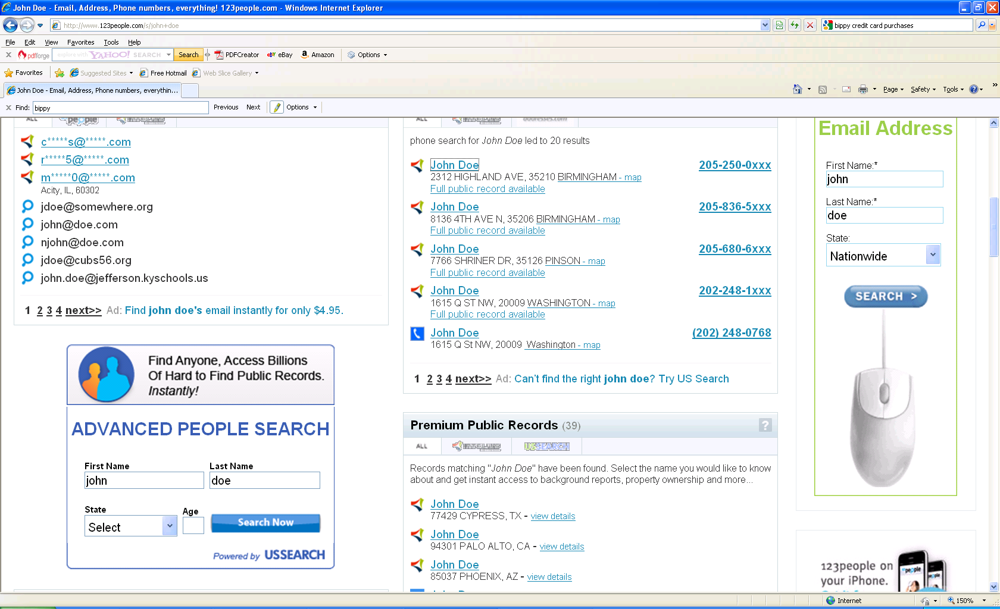 John Doe - Email, Address, Phone numbers, everything! 123people.com - Windows Internet Explorer
http://www.123people.com/s/john+doe
bippy credit card purchases
File Edit View Favorites Tools Help
pdfforge explore with YAHOO! SEARCH Search PDFCreator eBay Amazon Options
Favorites Suggested Sites Free Hotmail Web Slice Gallery
John Doe - Email, Address, Phone numbers, everythin...
Page Safety Tools
Find: bippy Previous Next Options
ALL people
c*****s@*****.com
r*****5@*****.com
m*****0@*****.com
Acity, IL, 60302
jdoe@somewhere.org
john@doe.com
njohn@doe.com
jdoe@cubs56.org
john.doe@jefferson.kyschools.us
1 2 3 4 next>> Ad: Find john doe's email instantly for only $4.95.
Find Anyone, Access Billions
Of Hard to Find Public Records.
Instantly!
ADVANCED PEOPLE SEARCH
First Name Last Name
john doe
State Age
Select Search Now
Powered by USSEARCH
ALL addresses.com
phone search for John Doe led to 20 results
John Doe 205-250-0xxx
2312 HIGHLAND AVE, 35210 BIRMINGHAM - map
Full public record available
John Doe 205-836-5xxx
8136 4TH AVE N, 35206 BIRMINGHAM - map
Full public record available
John Doe 205-680-6xxx
7766 SHRINER DR, 35126 PINSON - map
Full public record available
John Doe 202-248-1xxx
1615 Q ST NW, 20009 WASHINGTON - map
Full public record available
John Doe (202) 248-0768
1615 Q St NW, 20009 Washington - map
1 2 3 4 next>> Ad: Can't find the right john doe? Try US Search
Premium Public Records (39) ?
ALL USSEARCH
Records matching "John Doe" have been found. Select the name you would like to know
about and get instant access to background reports, property ownership and more...
John Doe
77429 CYPRESS, TX - view details
John Doe
94301 PALO ALTO, CA - view details
John Doe
85037 PHOENIX, AZ - view details
Email Address
First Name:*
john
Last Name:*
doe
State:
Nationwide
SEARCH >
123people on
your iPhone.
people
Internet 150%